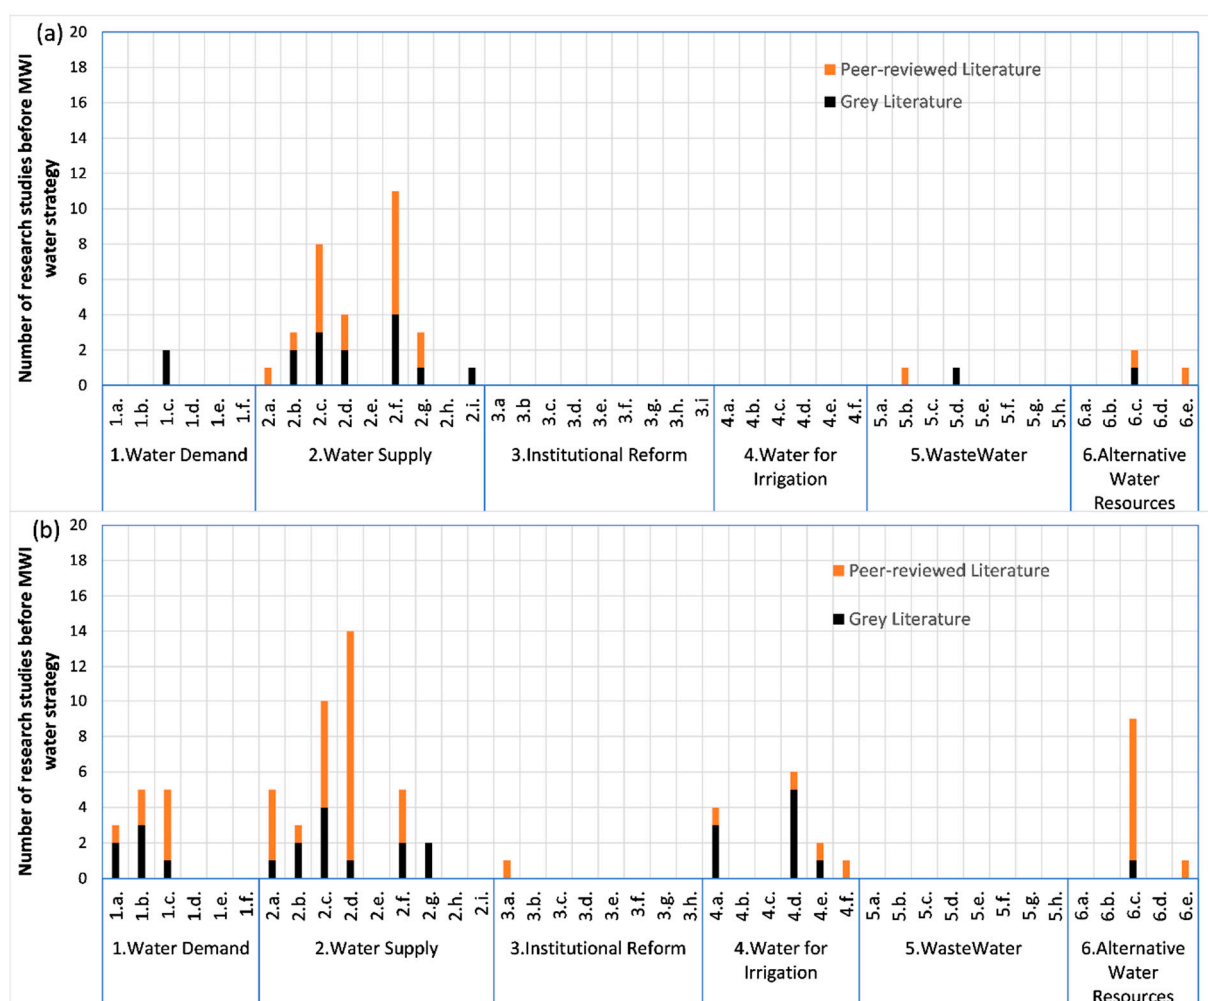 (a)
Number of research studies before MWI
water strategy
20
18
16
14
12
10
8
6
4
2
0
Peer-reviewed Literature
Grey Literature
1.a. 1.b. 1.c. 1.d. 1.e. 1.f. 2.a. 2.b. 2.c. 2.d. 2.e. 2.f. 2.g. 2.h. 2.i. 3.a 3.b 3.c. 3.d. 3.e. 3.f. 3.g. 3.h. 3.i 4.a. 4.b. 4.c. 4.d. 4.e. 4.f. 5.a. 5.b. 5.c. 5.d. 5.e. 5.f. 5.g. 5.h. 6.a. 6.b. 6.c. 6.d. 6.e.
1.Water Demand
2.Water Supply
3.Institutional Reform
4.Water for
Irrigation
5.WasteWater
6.Alternative
Water
Resources
(b)
Number of research studies before MWI
water strategy
20
18
16
14
12
10
8
6
4
2
0
Peer-reviewed Literature
Grey Literature
1.a. 1.b. 1.c. 1.d. 1.e. 1.f. 2.a. 2.b. 2.c. 2.d. 2.e. 2.f. 2.g. 2.h. 2.i. 3.a. 3.b. 3.c. 3.d. 3.e. 3.f. 3.g. 3.h. 4.a. 4.b. 4.c. 4.d. 4.e. 4.f. 5.a. 5.b. 5.c. 5.d. 5.e. 5.f. 5.g. 5.h. 6.a. 6.b. 6.c. 6.d. 6.e.
1.Water Demand
2.Water Supply
3.Institutional Reform
4.Water for
Irrigation
5.WasteWater
6.Alternative
Water
Resources